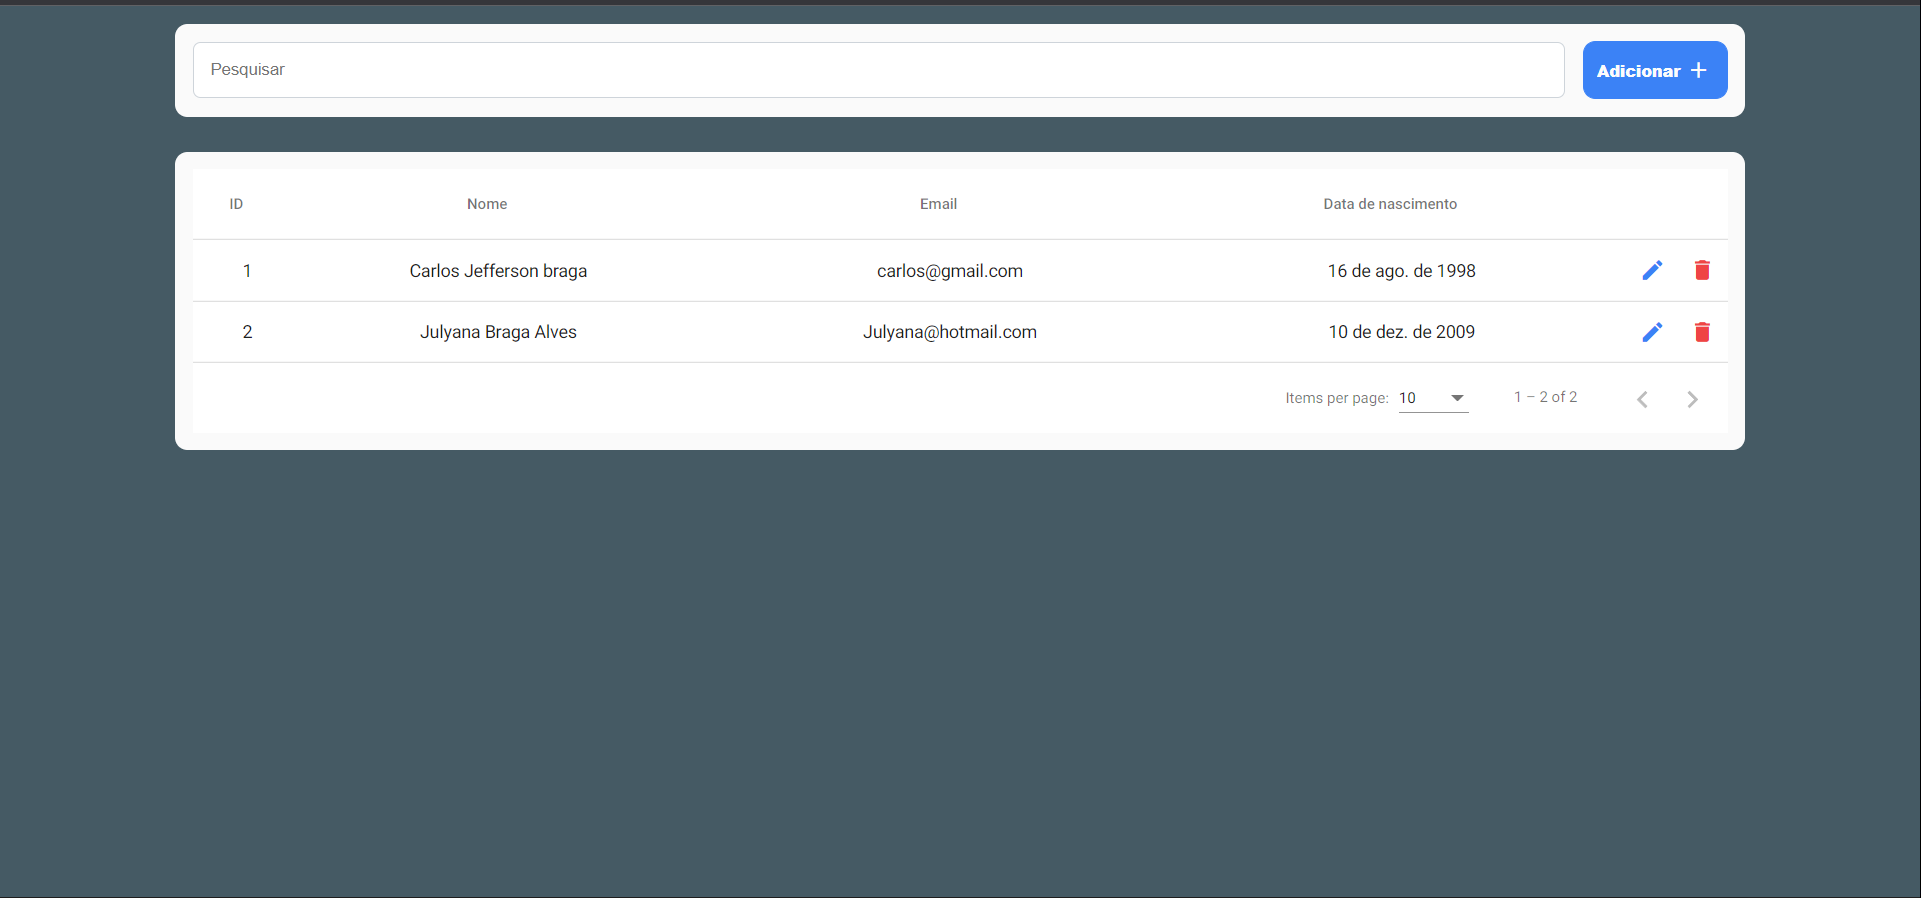 Pesquisar
Adicionar +
ID Nome Email Data de nascimento
1 Carlos Jefferson braga carlos@gmail.com 16 de ago. de 1998
2 Julyana Braga Alves Julyana@hotmail.com 10 de dez. de 2009
Items per page: 10 1 – 2 of 2